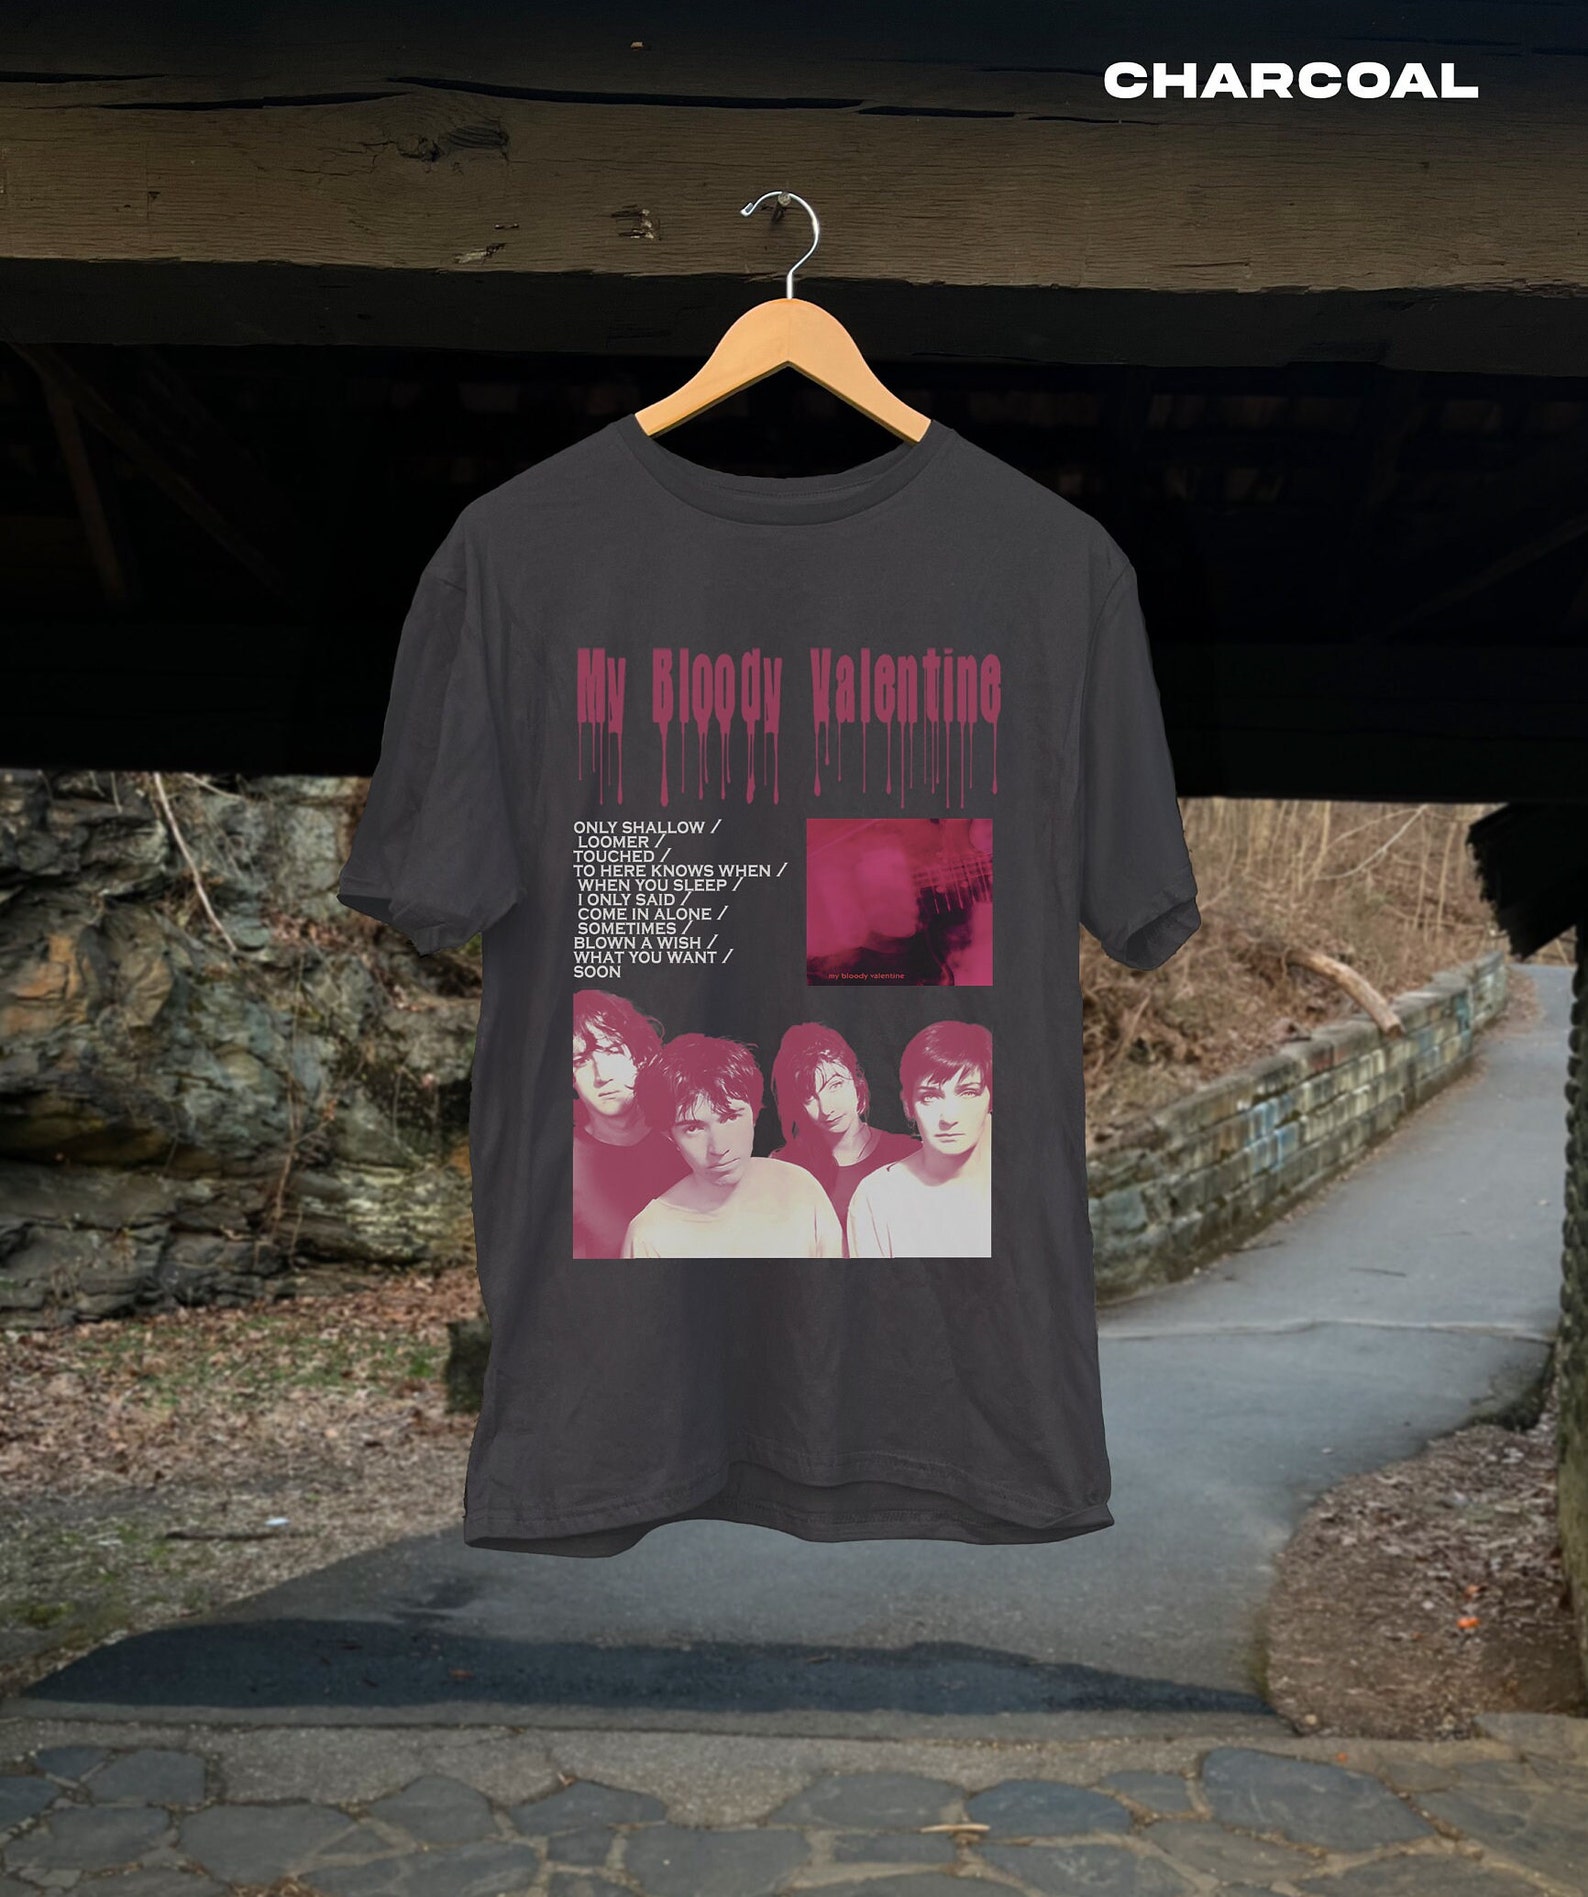 CHARCOAL
My Bloody Valentine
ONLY SHALLOW /
LOOMER /
TOUCHED /
TO HERE KNOWS WHEN /
WHEN YOU SLEEP /
I ONLY SAID /
COME IN ALONE /
SOMETIMES /
BLOWN A WISH /
WHAT YOU WANT /
SOON
my bloody valentine